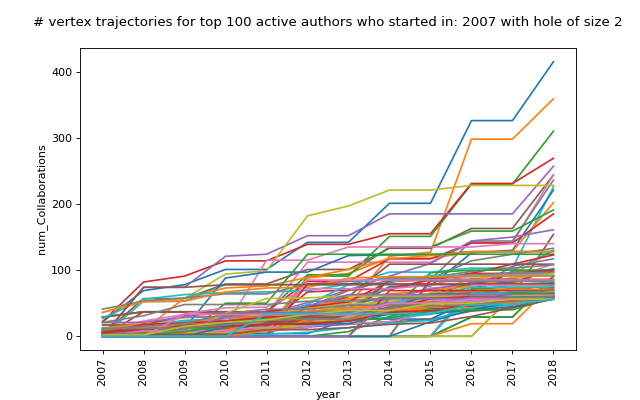 # vertex trajectories for top 100 active authors who started in: 2007 with hole of size 2
400
300
200
100
0
num_Collaborations
2007 2008 2009 2010 2011 2012 2013 2014 2015 2016 2017 2018
year